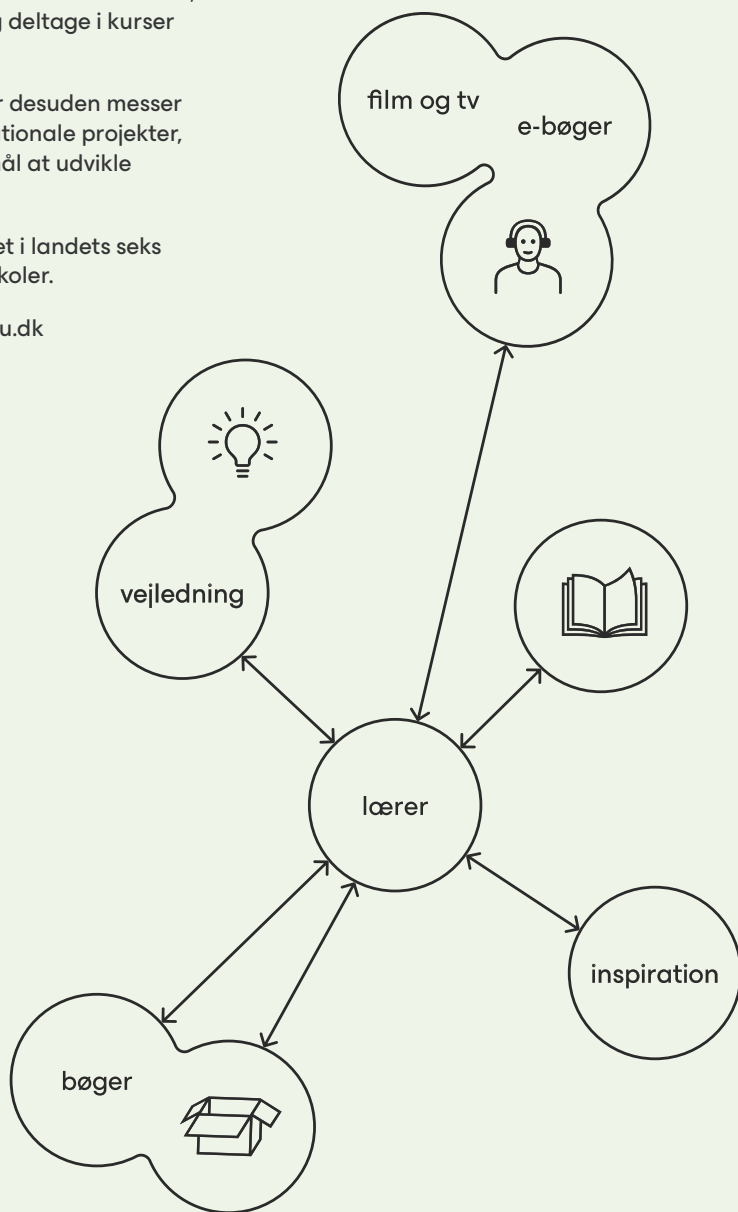 deltage i kurser
desuden messer
tionale projekter,
ål at udvikle
et i landets seks
koler.
u.dk
film og tv
e-bøger
vejledning
lærer
inspiration
bøger